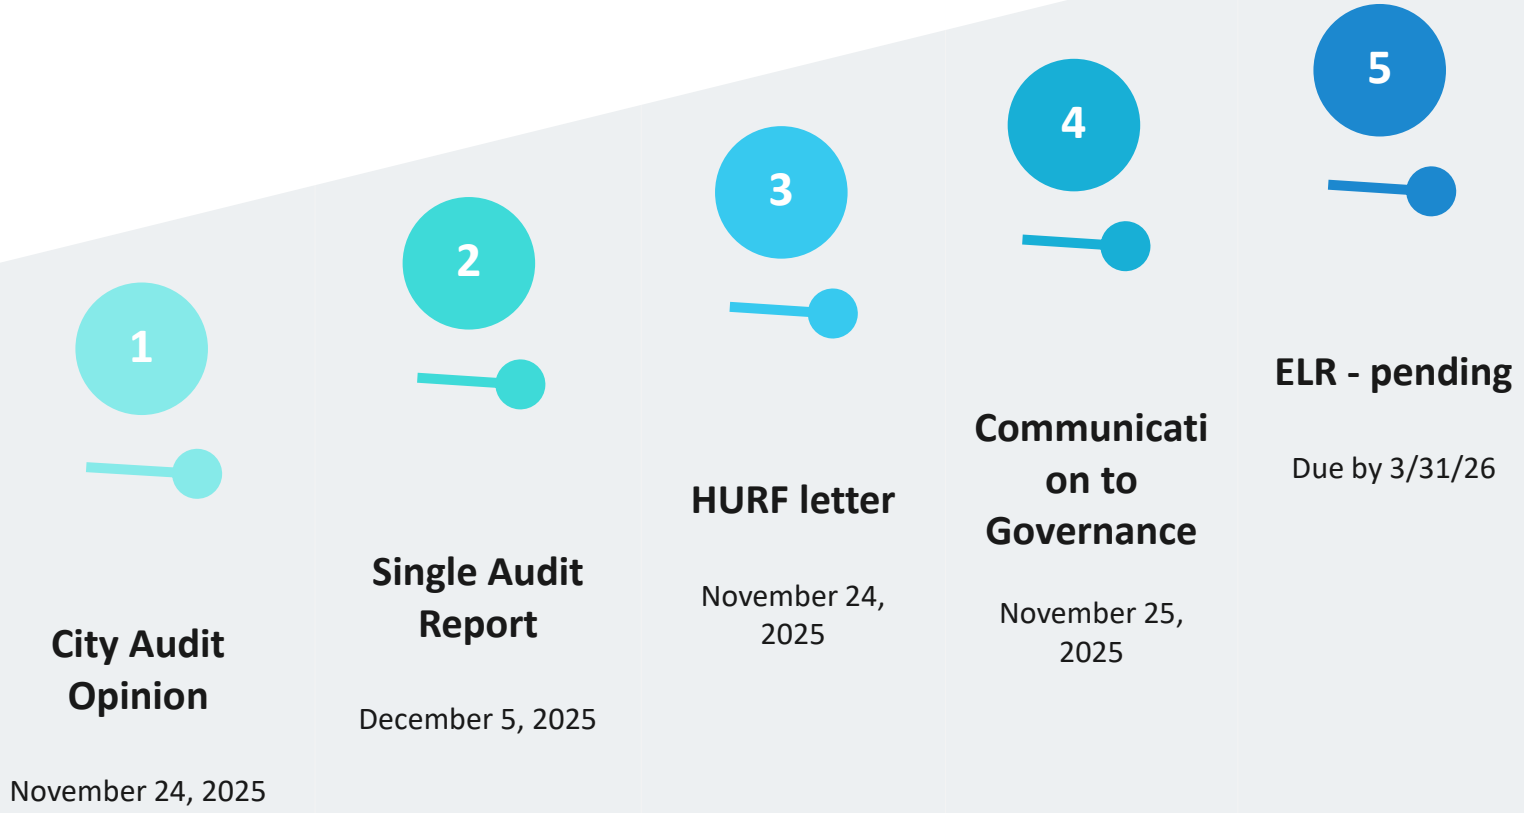 1
City Audit
Opinion
November 24, 2025
2
Single Audit
Report
December 5, 2025
3
HURF letter
November 24,
2025
4
Communicati
on to
Governance
November 25,
2025
5
ELR - pending
Due by 3/31/26